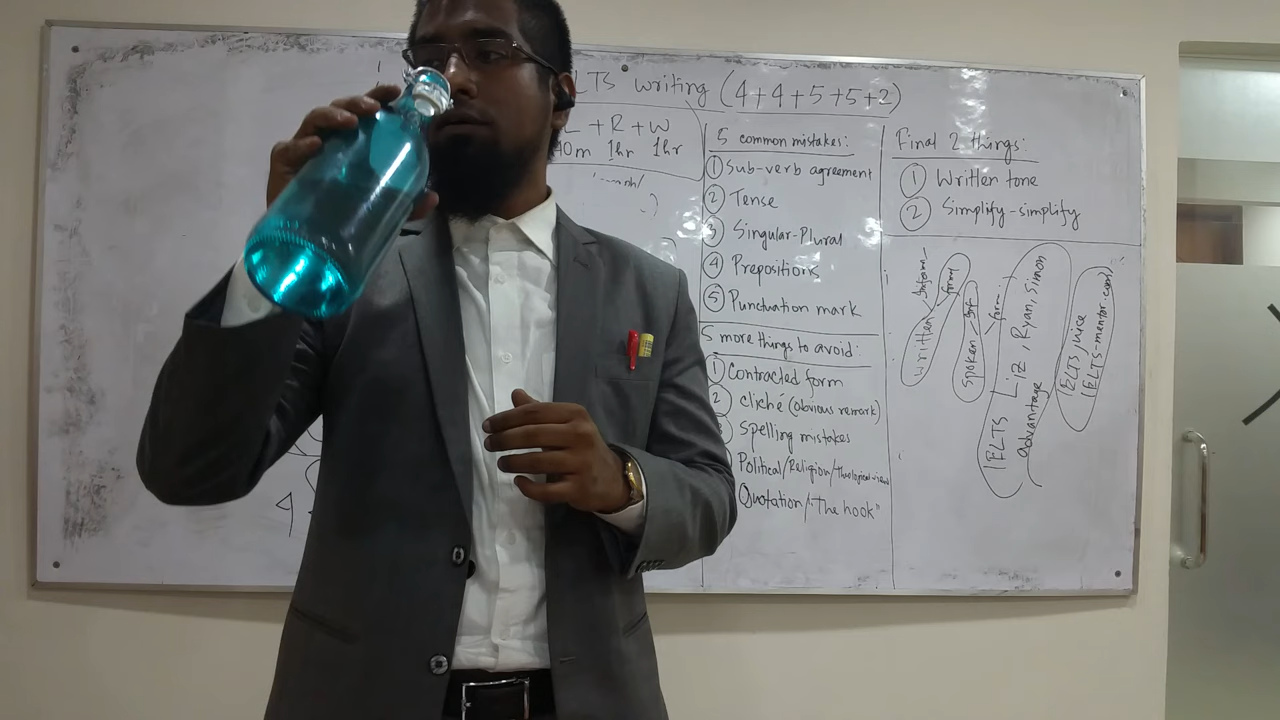 LTS writing (4+4+5+5+2)
L + R + W
40m 1hr 1hr
5 common mistakes:
① Sub-verb agreement
② Tense
③ Singular-Plural
④ Prepositions
⑤ Punctuation mark
5 more things to avoid:
① Contracted form
② cliché (obvious remark)
Spelling mistakes
Political/Religion/Theological-view
Quotation/"The hook"
Final 2 things:
① Written tone
② Simplify-simplify
Written
form
Spoken
form
IELTS Liz, Ryan, Simon
advantage
IELTS juice
IELTS-mentor.com)